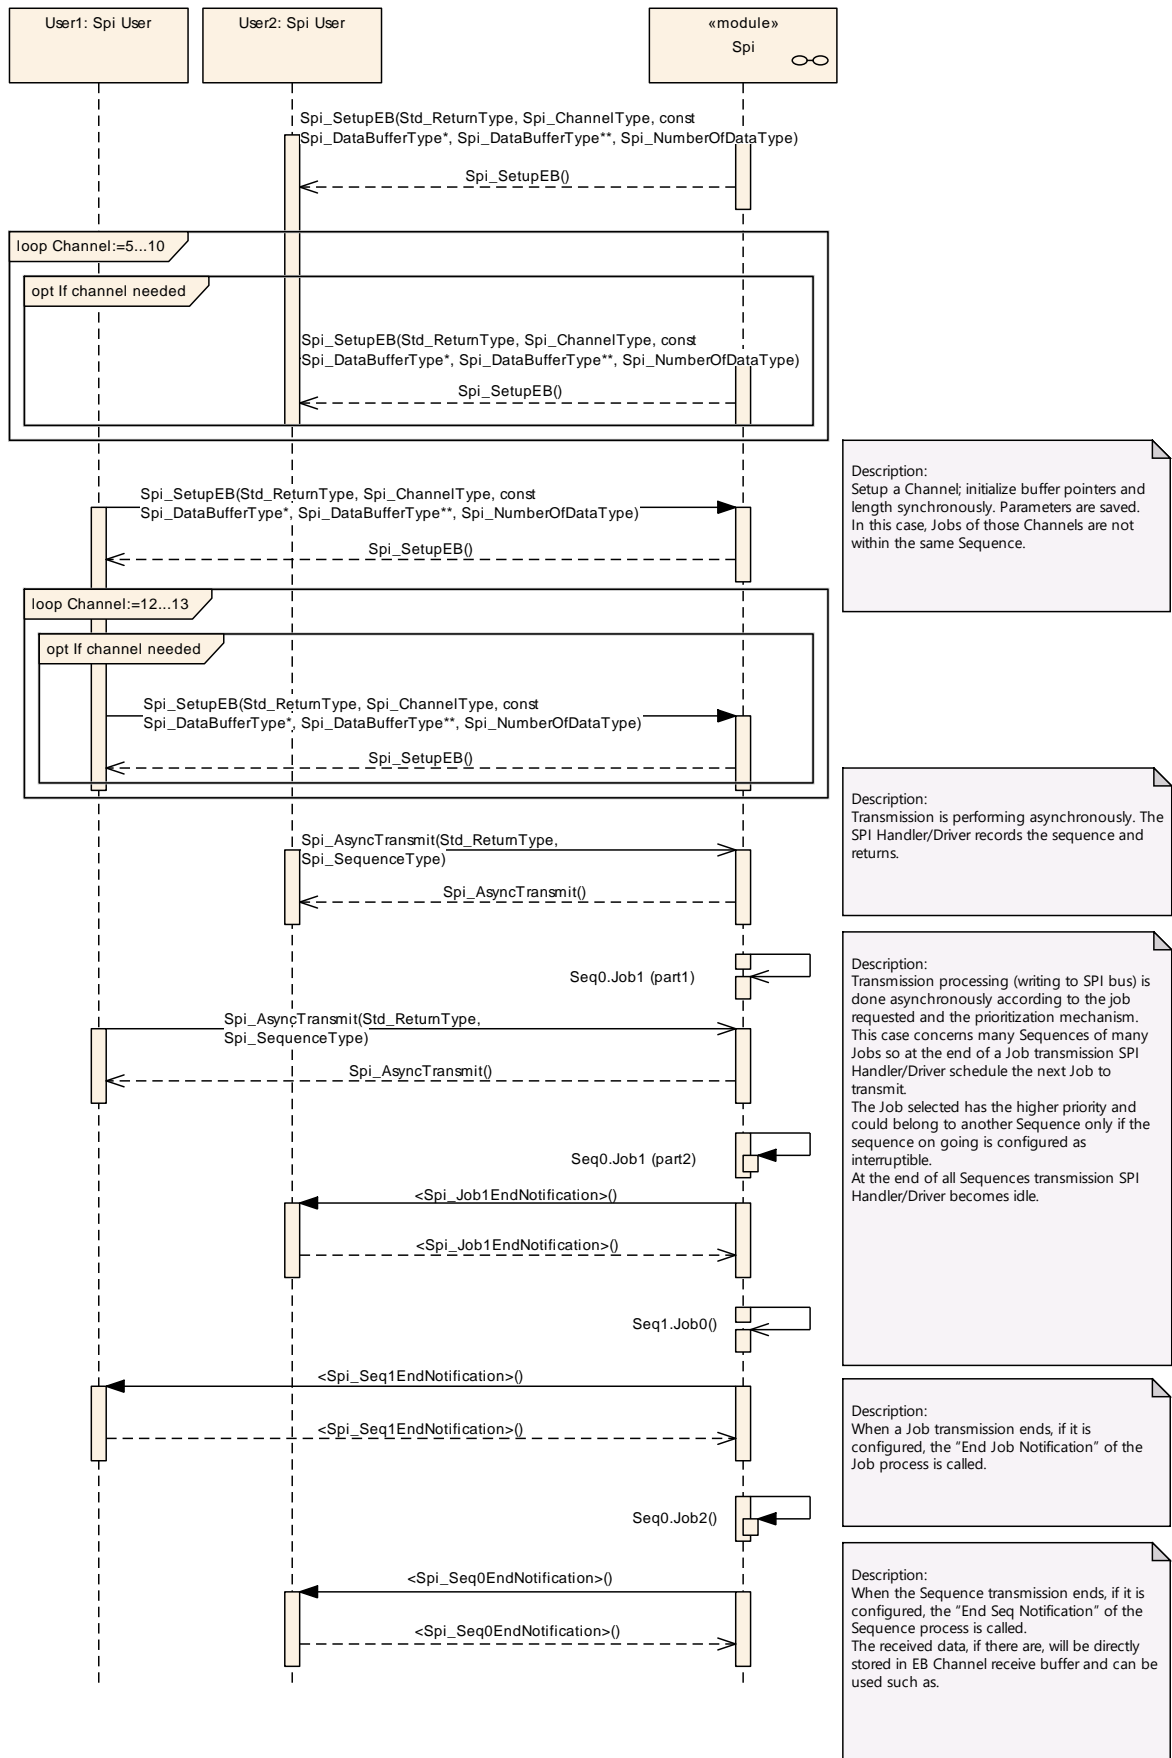 User1: Spi User
User2: Spi User
«module»
Spi
Spi_SetupEB(Std_ReturnType, Spi_ChannelType, const
Spi_DataBufferType*, Spi_DataBufferType**, Spi_NumberOfDataType)
Spi_SetupEB()
loop Channel:=5...10
opt If channel needed
Spi_SetupEB(Std_ReturnType, Spi_ChannelType, const
Spi_DataBufferType*, Spi_DataBufferType**, Spi_NumberOfDataType)
Spi_SetupEB()
Description:
Setup a Channel; initialize buffer pointers and
length synchronously. Parameters are saved.
In this case, Jobs of those Channels are not
within the same Sequence.
Spi_SetupEB(Std_ReturnType, Spi_ChannelType, const
Spi_DataBufferType*, Spi_DataBufferType**, Spi_NumberOfDataType)
Spi_SetupEB()
loop Channel:=12...13
opt If channel needed
Spi_SetupEB(Std_ReturnType, Spi_ChannelType, const
Spi_DataBufferType*, Spi_DataBufferType**, Spi_NumberOfDataType)
Spi_SetupEB()
Description:
Transmission is performing asynchronously. The
SPI Handler/Driver records the sequence and
returns.
Spi_AsyncTransmit(Std_ReturnType,
Spi_SequenceType)
Spi_AsyncTransmit()
Seq0.Job1 (part1)
Description:
Transmission processing (writing to SPI bus) is
done asynchronously according to the job
requested and the prioritization mechanism.
This case concerns many Sequences of many
Jobs so at the end of a Job transmission SPI
Handler/Driver schedule the next Job to
transmit.
The Job selected has the higher priority and
could belong to another Sequence only if the
sequence on going is configured as
interruptible.
At the end of all Sequences transmission SPI
Handler/Driver becomes idle.
Spi_AsyncTransmit(Std_ReturnType,
Spi_SequenceType)
Spi_AsyncTransmit()
Seq0.Job1 (part2)
<Spi_Job1EndNotification>()
<Spi_Job1EndNotification>()
Seq1.Job0()
<Spi_Seq1EndNotification>()
<Spi_Seq1EndNotification>()
Description:
When a Job transmission ends, if it is
configured, the "End Job Notification" of the
Job process is called.
Seq0.Job2()
<Spi_Seq0EndNotification>()
<Spi_Seq0EndNotification>()
Description:
When the Sequence transmission ends, if it is
configured, the "End Seq Notification" of the
Sequence process is called.
The received data, if there are, will be directly
stored in EB Channel receive buffer and can be
used such as.